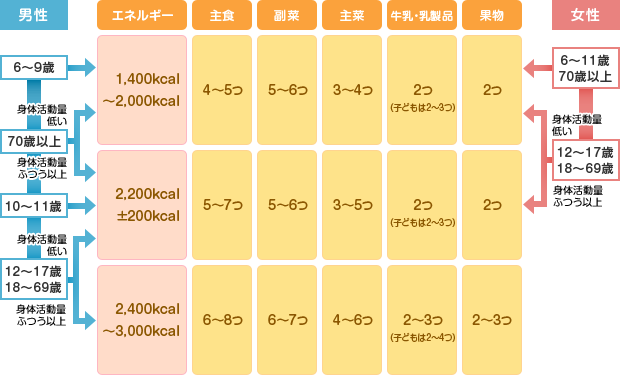 男性
エネルギー
主食
副菜
主菜
牛乳・乳製品
果物
女性
6〜9歳
身体活動量
低い
70歳以上
身体活動量
ふつう以上
10〜11歳
身体活動量
低い
12〜17歳
18〜69歳
身体活動量
ふつう以上
1,400kcal
〜2,000kcal
4〜5つ
5〜6つ
3〜4つ
2つ
(子どもは2〜3つ)
2つ
2,200kcal
±200kcal
5〜7つ
5〜6つ
3〜5つ
2つ
(子どもは2〜3つ)
2つ
2,400kcal
〜3,000kcal
6〜8つ
6〜7つ
4〜6つ
2〜3つ
(子どもは2〜4つ)
2〜3つ
6〜11歳
70歳以上
身体活動量
低い
12〜17歳
18〜69歳
身体活動量
ふつう以上